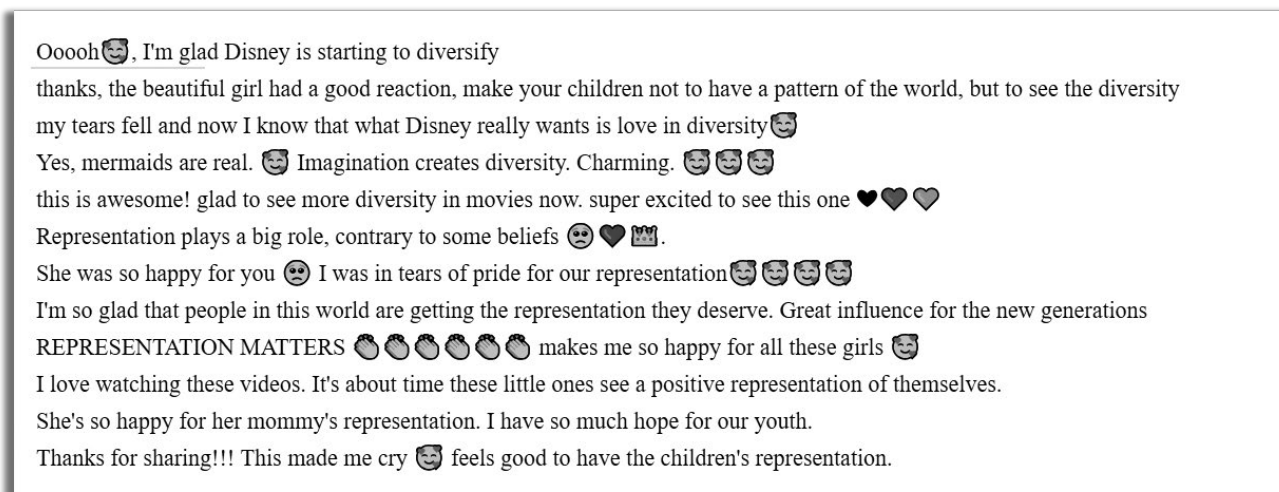 Ooooh🥰, I'm glad Disney is starting to diversify
thanks, the beautiful girl had a good reaction, make your children not to have a pattern of the world, but to see the diversity
my tears fell and now I know that what Disney really wants is love in diversity🥰
Yes, mermaids are real. 🥰 Imagination creates diversity. Charming. 🥰🥰🥰
this is awesome! glad to see more diversity in movies now. super excited to see this one 🖤❤️🤍
Representation plays a big role, contrary to some beliefs 🥺❤️👑.
She was so happy for you 🥺 I was in tears of pride for our representation🥰🥰🥰🥰
I'm so glad that people in this world are getting the representation they deserve. Great influence for the new generations
REPRESENTATION MATTERS 👏👏👏👏👏👏 makes me so happy for all these girls 🥰
I love watching these videos. It's about time these little ones see a positive representation of themselves.
She's so happy for her mommy's representation. I have so much hope for our youth.
Thanks for sharing!!! This made me cry 🥰 feels good to have the children's representation.